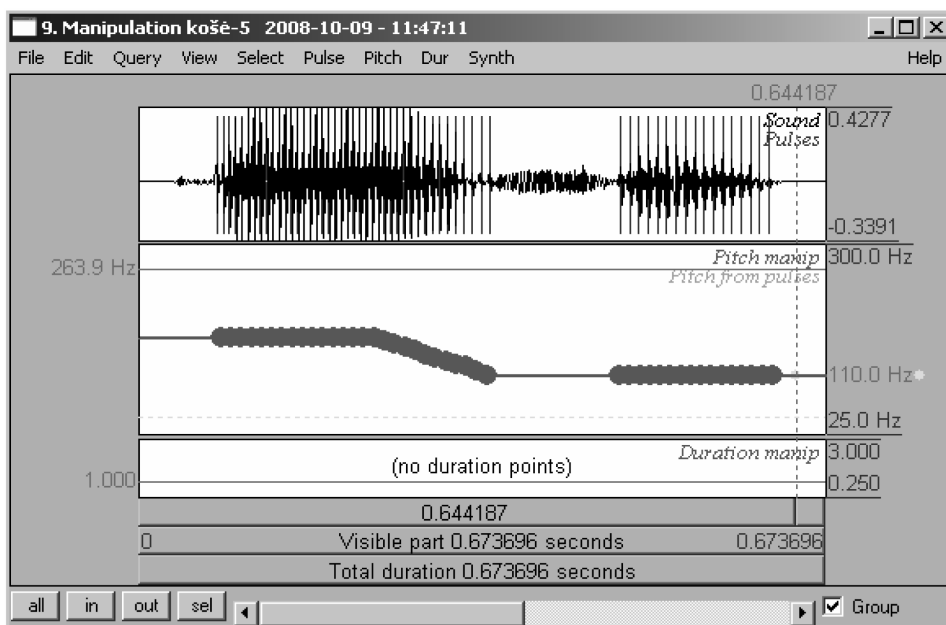 9. Manipulation košė-5 2008-10-09 - 11:47:11
File Edit Query View Select Pulse Pitch Dur Synth Help
0.644187
Sound 0.4277
Pulses
-0.3391
Pitch manip 300.0 Hz
263.9 Hz
Pitch from pulses
110.0 Hz
25.0 Hz
Duration manip 3.000
(no duration points)
1.000 0.250
0.644187
0 Visible part 0.673696 seconds 0.673696
Total duration 0.673696 seconds
all in out sel Group